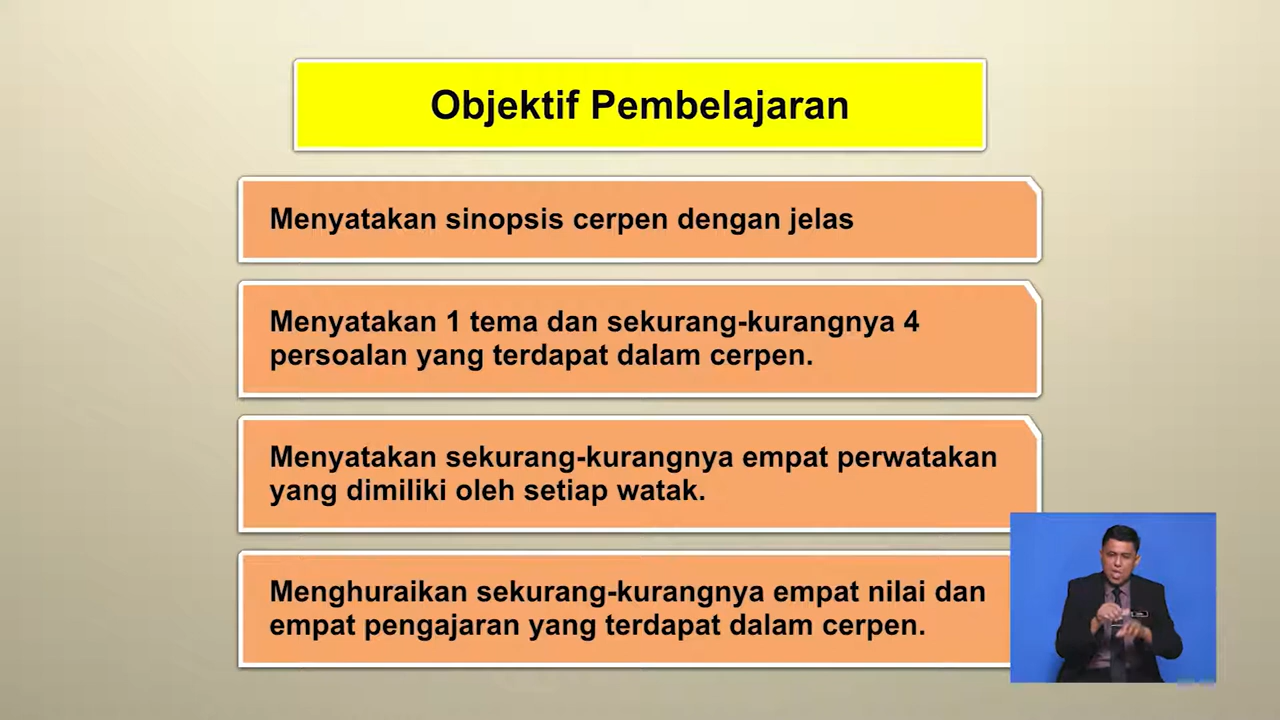 Objektif Pembelajaran
Menyatakan sinopsis cerpen dengan jelas
Menyatakan 1 tema dan sekurang-kurangnya 4
persoalan yang terdapat dalam cerpen.
Menyatakan sekurang-kurangnya empat perwatakan
yang dimiliki oleh setiap watak.
Menghuraikan sekurang-kurangnya empat nilai dan
empat pengajaran yang terdapat dalam cerpen.